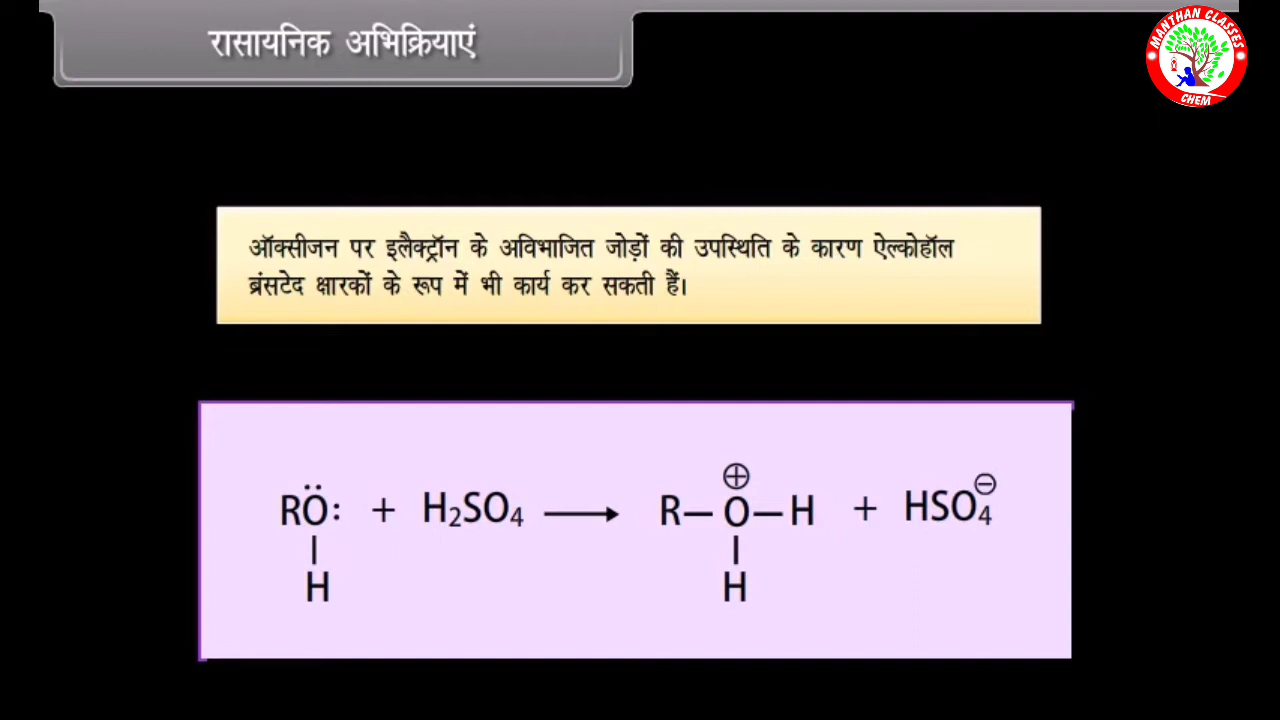 रासायनिक अभिक्रियाएं
MANTHAN CLASSES
CHEM
ऑक्सीजन पर इलैक्ट्रॉन के अविभाजित जोड़ों की उपस्थिति के कारण ऐल्कोहॉल
ब्रंसटेद क्षारकों के रूप में भी कार्य कर सकती हैं।
⊕ ⊖
RÖ: + H₂SO₄ ⟶ R—O—H + HSO₄
| |
H H